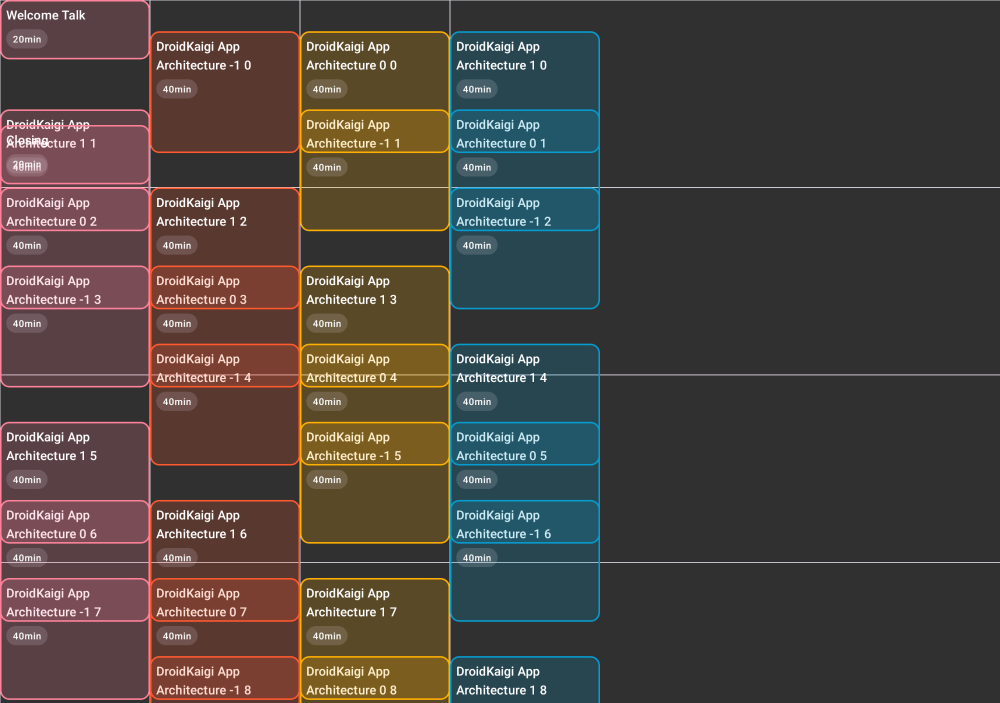 Welcome Talk
20min
DroidKaigi App
Architecture 1 1
Closing
20min
40min
DroidKaigi App
Architecture 0 2
40min
DroidKaigi App
Architecture -1 3
40min
DroidKaigi App
Architecture 1 5
40min
DroidKaigi App
Architecture 0 6
40min
DroidKaigi App
Architecture -1 7
40min
DroidKaigi App
Architecture -1 0
40min
DroidKaigi App
Architecture 1 2
40min
DroidKaigi App
Architecture 0 3
40min
DroidKaigi App
Architecture -1 4
40min
DroidKaigi App
Architecture 1 6
40min
DroidKaigi App
Architecture 0 7
40min
DroidKaigi App
Architecture -1 8
DroidKaigi App
Architecture 0 0
40min
DroidKaigi App
Architecture -1 1
40min
DroidKaigi App
Architecture 1 3
40min
DroidKaigi App
Architecture 0 4
40min
DroidKaigi App
Architecture -1 5
40min
DroidKaigi App
Architecture 1 7
40min
DroidKaigi App
Architecture 0 8
DroidKaigi App
Architecture 1 0
40min
DroidKaigi App
Architecture 0 1
40min
DroidKaigi App
Architecture -1 2
40min
DroidKaigi App
Architecture 1 4
40min
DroidKaigi App
Architecture 0 5
40min
DroidKaigi App
Architecture -1 6
40min
DroidKaigi App
Architecture 1 8